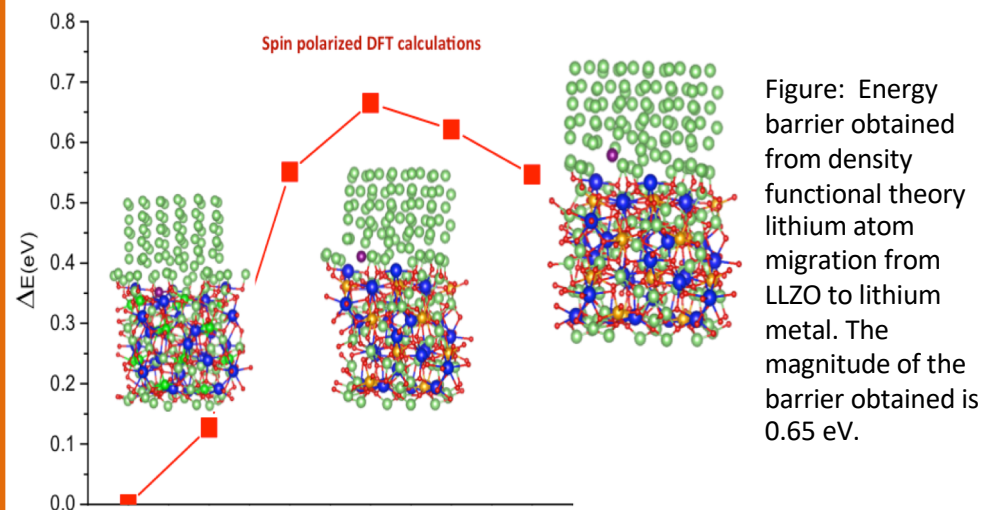 Spin polarized DFT calculations
0.8
0.7
0.6
0.5
0.4
0.3
0.2
0.1
0.0
ΔE(eV)
Figure: Energy
barrier obtained
from density
functional theory
lithium atom
migration from
LLZO to lithium
metal. The
magnitude of the
barrier obtained is
0.65 eV.